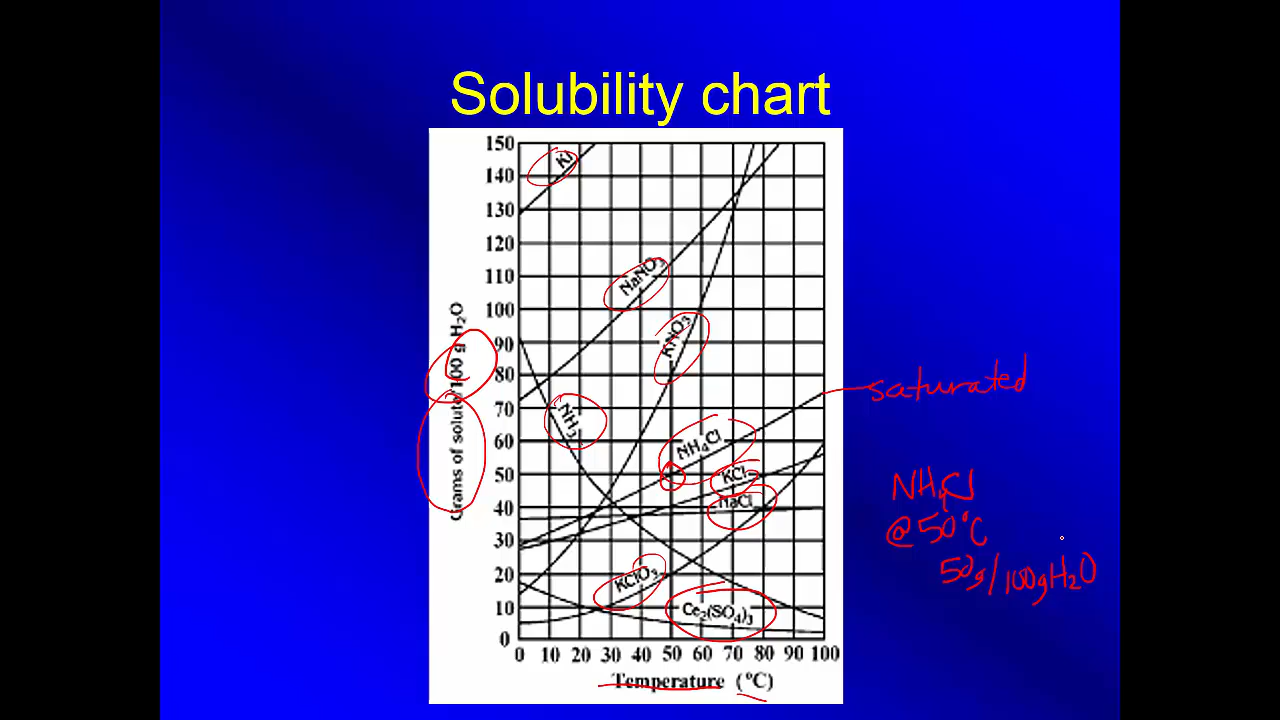 Solubility chart
Grams of solute/100 g H₂O
150
140
130
120
110
100
90
80
70
60
50
40
30
20
10
0
KI
NaNO₃
KNO₃
NH₃
NH₄Cl
KCl
NaCl
KClO₃
Ce₂(SO₄)₃
0 10 20 30 40 50 60 70 80 90 100
Temperature (°C)
saturated
NH₄Cl
@ 50°C
50g/100gH₂O